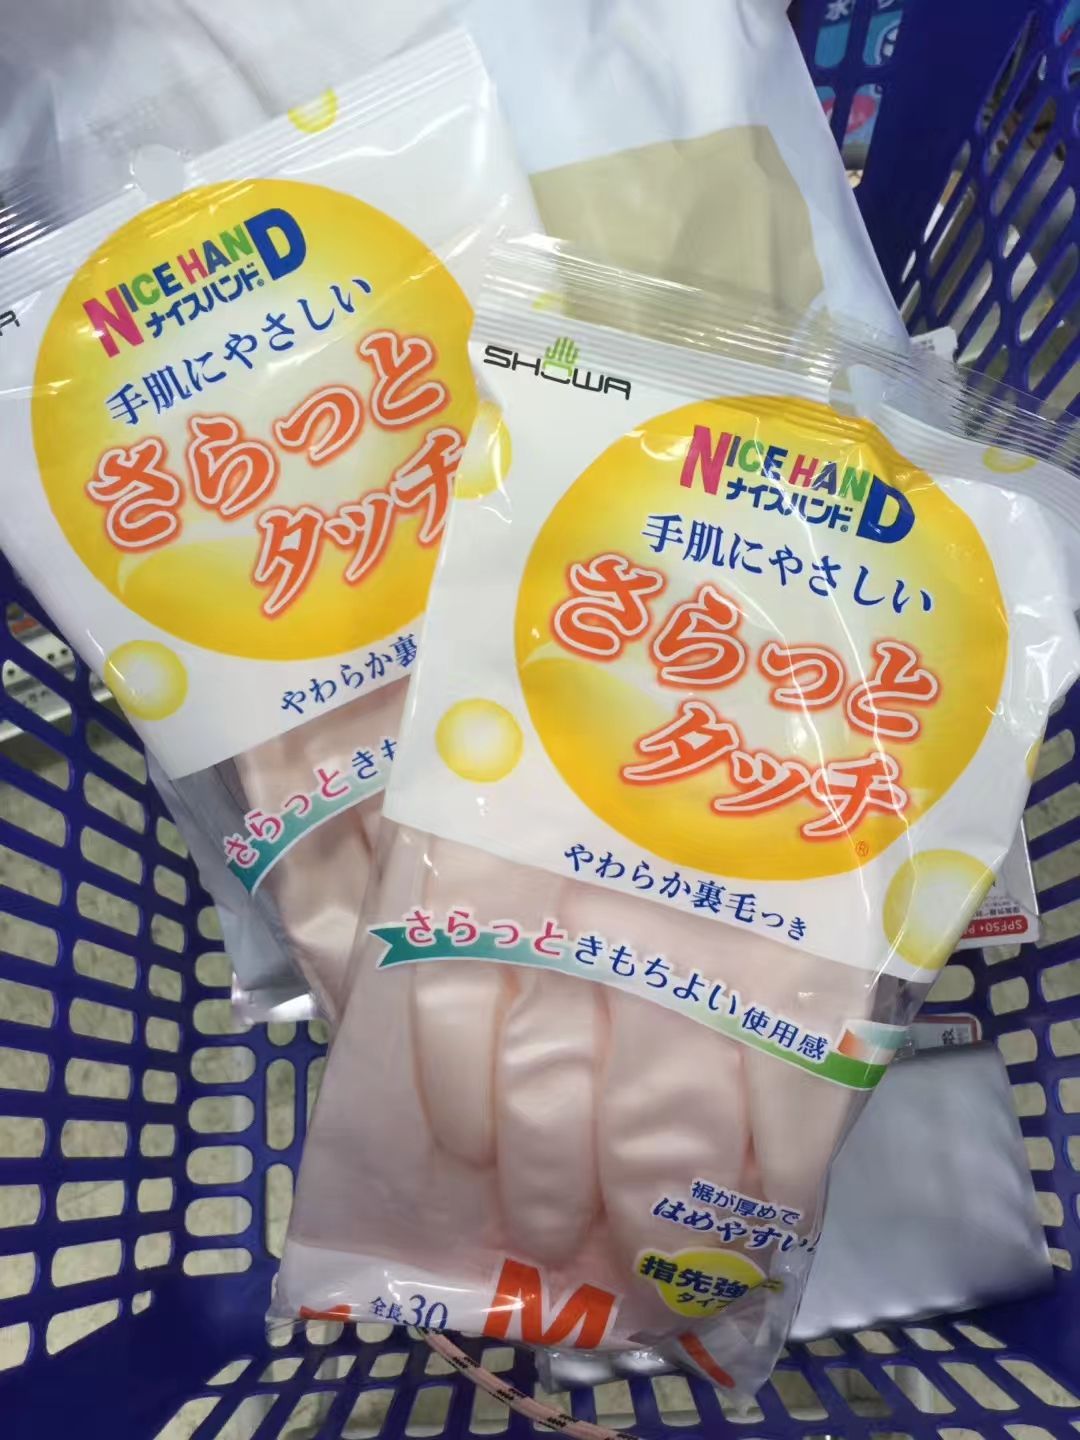 NICE HAND
ナイスハンド®
手肌にやさしい
さらっと
タッチ
やわらか裏
さらっときも
SHOWA
NICE HAND
ナイスハンド®
手肌にやさしい
さらっと
タッチ®
やわらか裏毛つき
さらっときもちよい使用感
裾が厚めで
はめやすい!
指先強
タイプ
全長30
M
SPF50+